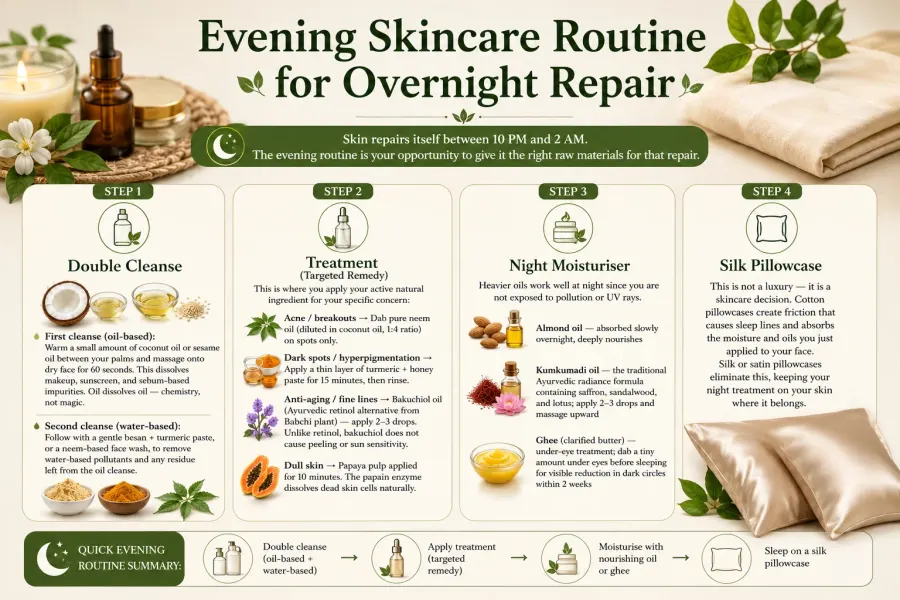 Evening Skincare Routine
for Overnight Repair
Skin repairs itself between 10 PM and 2 AM.
The evening routine is your opportunity to give it the right raw materials for that repair.
STEP 1
Double Cleanse
First cleanse (oil-based):
Warm a small amount of coconut oil or sesame
oil between your palms and massage onto
dry face for 60 seconds. This dissolves
makeup, sunscreen, and sebum-based
impurities. Oil dissolves oil — chemistry,
not magic.
Second cleanse (water-based):
Follow with a gentle besan + turmeric paste,
or a neem-based face wash, to remove
water-based pollutants and any residue
left from the oil cleanse.
STEP 2
Treatment
(Targeted Remedy)
This is where you apply your active natural
ingredient for your specific concern:
Acne / breakouts → Dab pure neem
oil (diluted in coconut oil, 1:4 ratio)
on spots only.
Dark spots / hyperpigmentation →
Apply a thin layer of turmeric + honey
paste for 15 minutes, then rinse.
Anti-aging / fine lines → Bakuchiol oil
(Ayurvedic retinol alternative from
Babchi plant) — apply 2–3 drops.
Unlike retinol, bakuchiol does not
cause peeling or sun sensitivity.
Dull skin → Papaya pulp applied
for 10 minutes. The papain enzyme
dissolves dead skin cells naturally.
STEP 3
Night Moisturiser
Heavier oils work well at night since you are
not exposed to pollution or UV rays.
Almond oil — absorbed slowly
overnight, deeply nourishes
Kumkumadi oil — the traditional
Ayurvedic radiance formula
containing saffron, sandalwood,
and lotus; apply 2–3 drops and
massage upward
Ghee (clarified butter) —
under-eye treatment; dab a tiny
amount under eyes before sleeping
for visible reduction in dark circles
within 2 weeks
STEP 4
Silk Pillowcase
This is not a luxury — it is a
skincare decision. Cotton
pillowcases create friction that
causes sleep lines and absorbs
the moisture and oils you just
applied to your face.
Silk or satin pillowcases
eliminate this, keeping your
night treatment on your skin
where it belongs.
QUICK EVENING
ROUTINE SUMMARY:
Double cleanse
(oil-based +
water-based)
→
Apply treatment
(targeted
remedy)
→
Moisturise with
nourishing oil
or ghee
→
Sleep on a silk
pillowcase